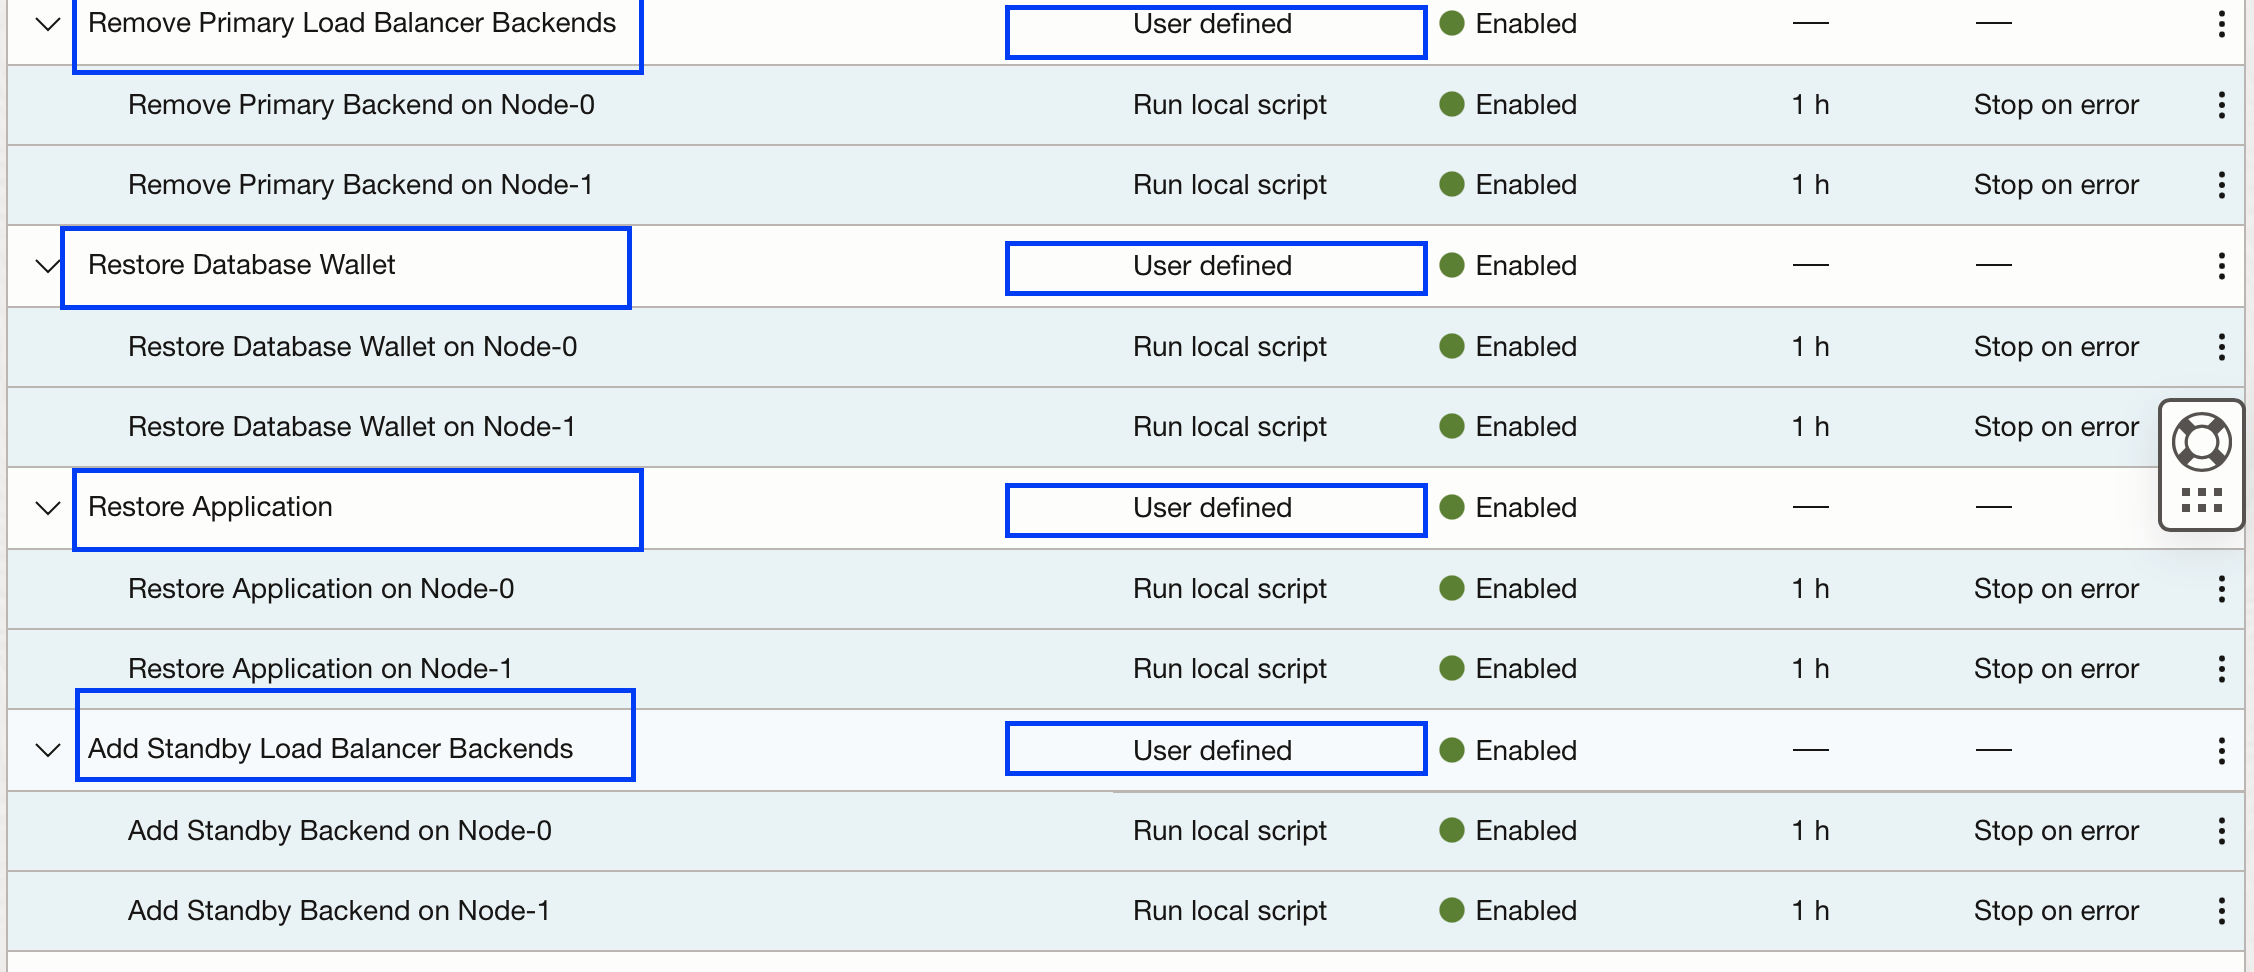 Remove Primary Load Balancer Backends User defined Enabled — —
Remove Primary Backend on Node-0 Run local script Enabled 1 h Stop on error
Remove Primary Backend on Node-1 Run local script Enabled 1 h Stop on error
Restore Database Wallet User defined Enabled — —
Restore Database Wallet on Node-0 Run local script Enabled 1 h Stop on error
Restore Database Wallet on Node-1 Run local script Enabled 1 h Stop on error
Restore Application User defined Enabled — —
Restore Application on Node-0 Run local script Enabled 1 h Stop on error
Restore Application on Node-1 Run local script Enabled 1 h Stop on error
Add Standby Load Balancer Backends User defined Enabled — —
Add Standby Backend on Node-0 Run local script Enabled 1 h Stop on error
Add Standby Backend on Node-1 Run local script Enabled 1 h Stop on error